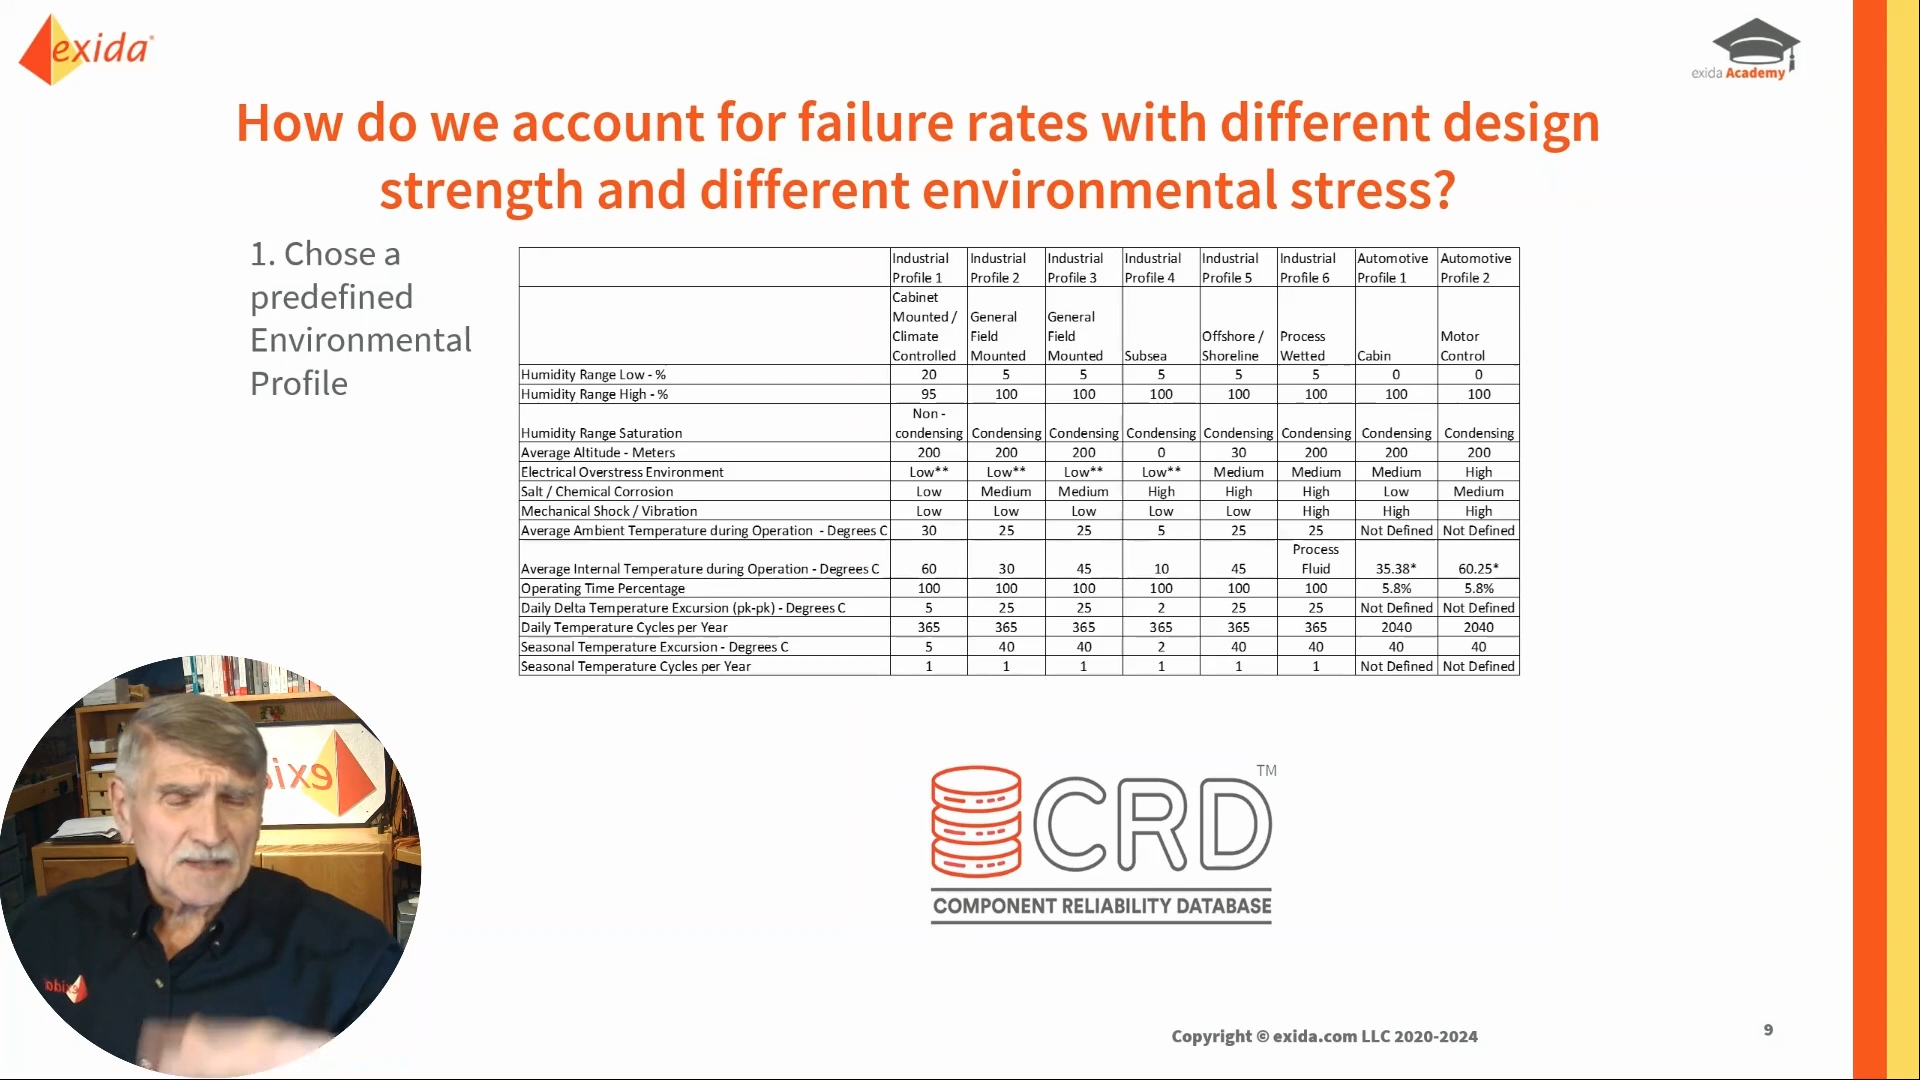 exida
exida Academy
How do we account for failure rates with different design
strength and different environmental stress?
1. Chose a
predefined
Environmental
Profile
Industrial Profile 1 Industrial Profile 2 Industrial Profile 3 Industrial Profile 4 Industrial Profile 5 Industrial Profile 6 Automotive Profile 1 Automotive Profile 2
Cabinet Mounted / Climate Controlled General Field Mounted General Field Mounted Subsea Offshore / Shoreline Process Wetted Cabin Motor Control
Humidity Range Low - % 20 5 5 5 5 5 0 0
Humidity Range High - % 95 100 100 100 100 100 100 100
Humidity Range Saturation Non - condensing Condensing Condensing Condensing Condensing Condensing Condensing Condensing
Average Altitude - Meters 200 200 200 0 30 200 200 200
Electrical Overstress Environment Low** Low** Low** Low** Medium Medium Medium High
Salt / Chemical Corrosion Low Medium Medium High High High Low Medium
Mechanical Shock / Vibration Low Low Low Low Low High High High
Average Ambient Temperature during Operation - Degrees C 30 25 25 5 25 25 Not Defined Not Defined
Average Internal Temperature during Operation - Degrees C 60 30 45 10 45 Process Fluid 35.38* 60.25*
Operating Time Percentage 100 100 100 100 100 100 5.8% 5.8%
Daily Delta Temperature Excursion (pk-pk) - Degrees C 5 25 25 2 25 25 Not Defined Not Defined
Daily Temperature Cycles per Year 365 365 365 365 365 365 2040 2040
Seasonal Temperature Excursion - Degrees C 5 40 40 2 40 40 40 40
Seasonal Temperature Cycles per Year 1 1 1 1 1 1 Not Defined Not Defined
exi
CRD TM
COMPONENT RELIABILITY DATABASE
exida
Copyright © exida.com LLC 2020-2024
9